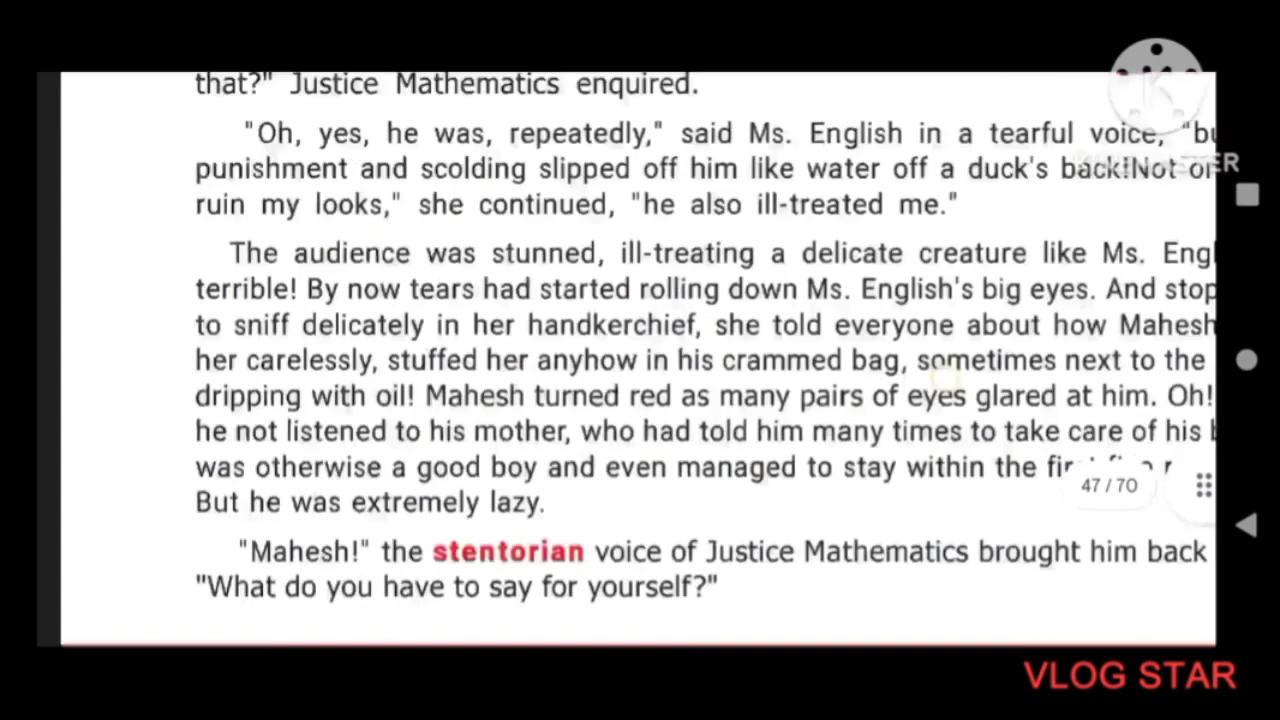 that?" Justice Mathematics enquired.
"Oh, yes, he was, repeatedly," said Ms. English in a tearful voice, "bu
punishment and scolding slipped off him like water off a duck's back!Not o
ruin my looks," she continued, "he also ill-treated me."
The audience was stunned, ill-treating a delicate creature like Ms. Engl
terrible! By now tears had started rolling down Ms. English's big eyes. And stop
to sniff delicately in her handkerchief, she told everyone about how Mahesh
her carelessly, stuffed her anyhow in his crammed bag, sometimes next to the
dripping with oil! Mahesh turned red as many pairs of eyes glared at him. Oh!
he not listened to his mother, who had told him many times to take care of his
was otherwise a good boy and even managed to stay within the
47 / 70
But he was extremely lazy.
"Mahesh!" the stentorian voice of Justice Mathematics brought him back
"What do you have to say for yourself?"
VLOG STAR